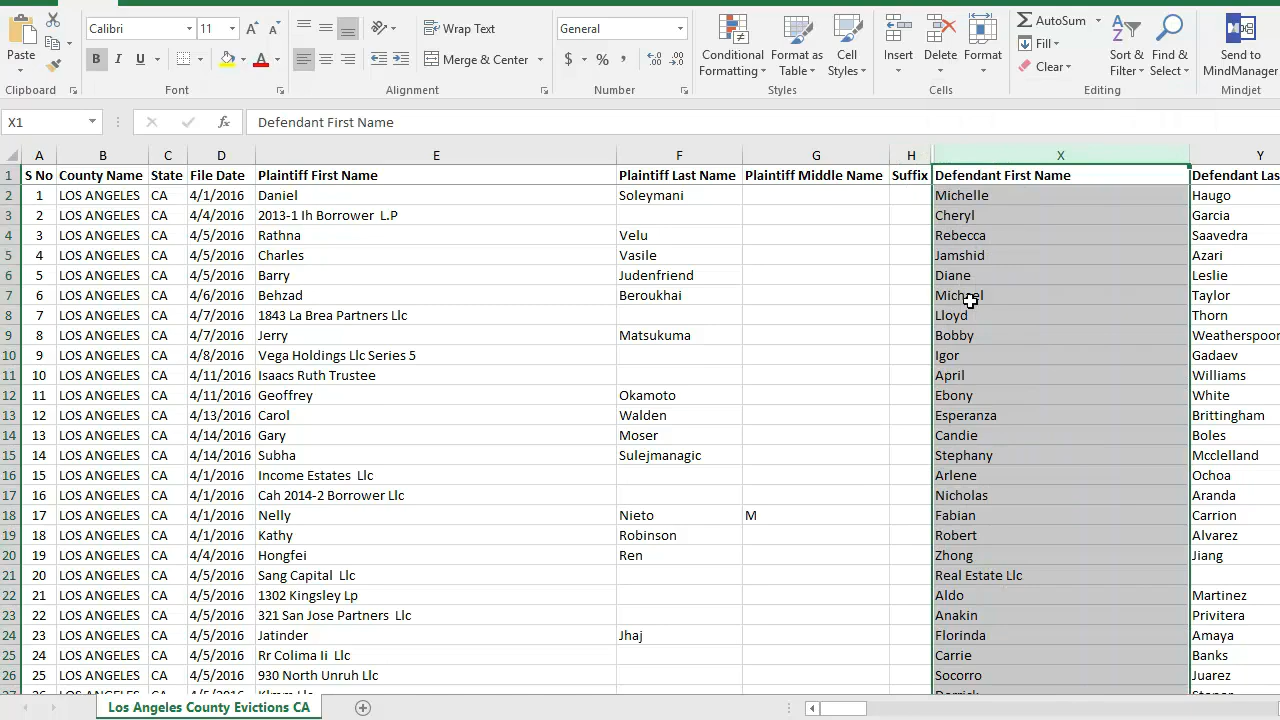 Calibri 11 Wrap Text General AutoSum
Paste B I U Merge & Center $ % , Conditional Formatting Format as Table Cell Styles Insert Delete Format Fill Clear Sort & Filter Find & Select Send to MindManager
Clipboard Font Alignment Number Styles Cells Editing Mindjet
X1 fx Defendant First Name
A B C D E F G H X Y
1 S No County Name State File Date Plaintiff First Name Plaintiff Last Name Plaintiff Middle Name Suffix Defendant First Name Defendant Las
2 1 LOS ANGELES CA 4/1/2016 Daniel Soleymani Michelle Haugo
3 2 LOS ANGELES CA 4/4/2016 2013-1 Ih Borrower L.P Cheryl Garcia
4 3 LOS ANGELES CA 4/5/2016 Rathna Velu Rebecca Saavedra
5 4 LOS ANGELES CA 4/5/2016 Charles Vasile Jamshid Azari
6 5 LOS ANGELES CA 4/5/2016 Barry Judenfriend Diane Leslie
7 6 LOS ANGELES CA 4/6/2016 Behzad Beroukhai Michael Taylor
8 7 LOS ANGELES CA 4/7/2016 1843 La Brea Partners Llc Lloyd Thorn
9 8 LOS ANGELES CA 4/7/2016 Jerry Matsukuma Bobby Weatherspoon
10 9 LOS ANGELES CA 4/8/2016 Vega Holdings Llc Series 5 Igor Gadaev
11 10 LOS ANGELES CA 4/11/2016 Isaacs Ruth Trustee April Williams
12 11 LOS ANGELES CA 4/11/2016 Geoffrey Okamoto Ebony White
13 12 LOS ANGELES CA 4/13/2016 Carol Walden Esperanza Brittingham
14 13 LOS ANGELES CA 4/14/2016 Gary Moser Candie Boles
15 14 LOS ANGELES CA 4/14/2016 Subha Sulejmanagic Stephany Mcclelland
16 15 LOS ANGELES CA 4/1/2016 Income Estates Llc Arlene Ochoa
17 16 LOS ANGELES CA 4/1/2016 Cah 2014-2 Borrower Llc Nicholas Aranda
18 17 LOS ANGELES CA 4/1/2016 Nelly Nieto M Fabian Carrion
19 18 LOS ANGELES CA 4/1/2016 Kathy Robinson Robert Alvarez
20 19 LOS ANGELES CA 4/4/2016 Hongfei Ren Zhong Jiang
21 20 LOS ANGELES CA 4/5/2016 Sang Capital Llc Real Estate Llc
22 21 LOS ANGELES CA 4/5/2016 1302 Kingsley Lp Aldo Martinez
23 22 LOS ANGELES CA 4/5/2016 321 San Jose Partners Llc Anakin Privitera
24 23 LOS ANGELES CA 4/5/2016 Jatinder Jhaj Florinda Amaya
25 24 LOS ANGELES CA 4/5/2016 Rr Colima Ii Llc Carrie Banks
26 25 LOS ANGELES CA 4/5/2016 930 North Unruh Llc Socorro Juarez
Los Angeles County Evictions CA